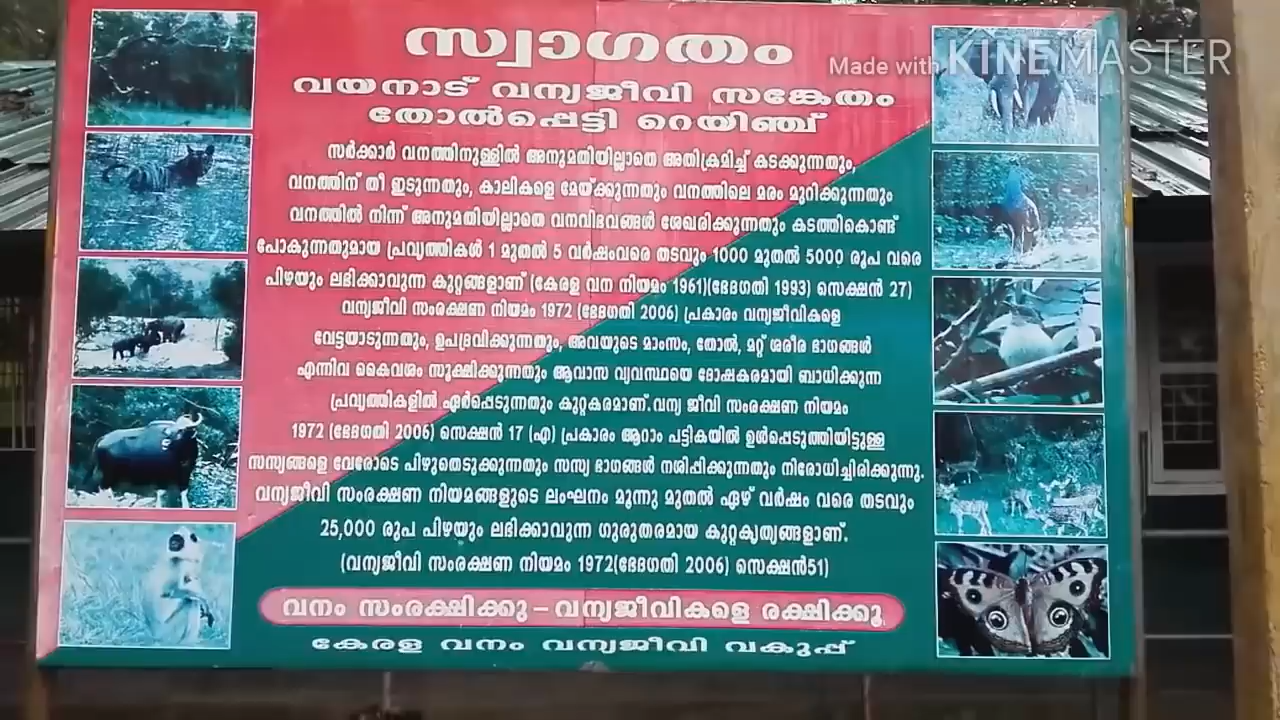 സ്വാഗതം
Made with KINEMASTER
വയനാട് വന്യജീവി സങ്കേതം
തോൽപ്പെട്ടി റെയിഞ്ച്
സർക്കാർ വനത്തിനുള്ളിൽ അനുമതിയില്ലാതെ അതിക്രമിച്ച് കടക്കുന്നതും,
വനത്തിന് തീ ഇടുന്നതും, കാലികളെ മേയ്ക്കുന്നതും വനത്തിലെ മരം മുറിക്കുന്നതും
വനത്തിൽ നിന്ന് അനുമതിയില്ലാതെ വനവിഭവങ്ങൾ ശേഖരിക്കുന്നതും കടത്തികൊണ്ട്
പോകുന്നതുമായ പ്രവൃത്തികൾ 1 മുതൽ 5 വർഷംവരെ തടവും 1000 മുതൽ 5000 രൂപ വരെ
പിഴയും ലഭിക്കാവുന്ന കുറ്റങ്ങളാണ് (കേരള വന നിയമം 1961)(ഭേദഗതി 1993) സെക്ഷൻ 27)
വന്യജീവി സംരക്ഷണ നിയമം 1972 (ഭേദഗതി 2006) പ്രകാരം വന്യജീവികളെ
വേട്ടയാടുന്നതും, ഉപദ്രവിക്കുന്നതും, അവയുടെ മാംസം, തോൽ, മറ്റ് ശരീര ഭാഗങ്ങൾ
എന്നിവ കൈവശം സൂക്ഷിക്കുന്നതും ആവാസ വ്യവസ്ഥയെ ദോഷകരമായി ബാധിക്കുന്ന
പ്രവൃത്തികളിൽ ഏർപ്പെടുന്നതും കുറ്റകരമാണ്.വന്യ ജീവി സംരക്ഷണ നിയമം
1972 (ഭേദഗതി 2006) സെക്ഷൻ 17 (എ) പ്രകാരം ആറാം പട്ടികയിൽ ഉൾപ്പെടുത്തിയിട്ടുള്ള
സസ്യങ്ങളെ വേരോടെ പിഴുതെടുക്കുന്നതും സസ്യ ഭാഗങ്ങൾ നശിപ്പിക്കുന്നതും നിരോധിച്ചിരിക്കുന്നു.
വന്യജീവി സംരക്ഷണ നിയമങ്ങളുടെ ലംഘനം മൂന്നു മുതൽ ഏഴ് വർഷം വരെ തടവും
25,000 രൂപ പിഴയും ലഭിക്കാവുന്ന ഗുരുതരമായ കുറ്റകൃത്യങ്ങളാണ്.
(വന്യജീവി സംരക്ഷണ നിയമം 1972(ഭേദഗതി 2006) സെക്ഷൻ51)
വനം സംരക്ഷിക്കു – വന്യജീവികളെ രക്ഷിക്കൂ
കേരള വനം വന്യജീവി വകുപ്പ്